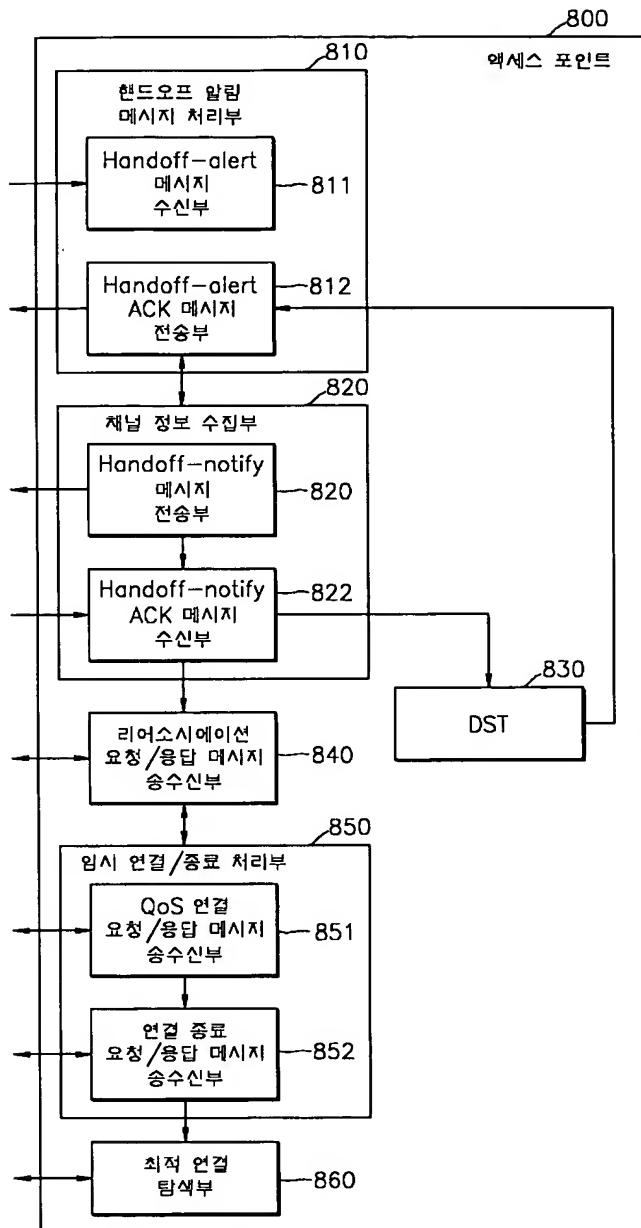 800
액세스 포인트
810
핸드오프 알림
메시지 처리부
Handoff-alert
메시지
수신부
811
Handoff-alert
ACK 메시지
전송부
812
820
채널 정보 수집부
Handoff-notify
메시지
전송부
820
Handoff-notify
ACK 메시지
수신부
822
830
DST
리어소시에이션
요청/응답 메시지
송수신부
840
850
임시 연결/종료 처리부
QoS 연결
요청/응답 메시지
송수신부
851
연결 종료
요청/응답 메시지
송수신부
852
최적 연결
탐색부
860